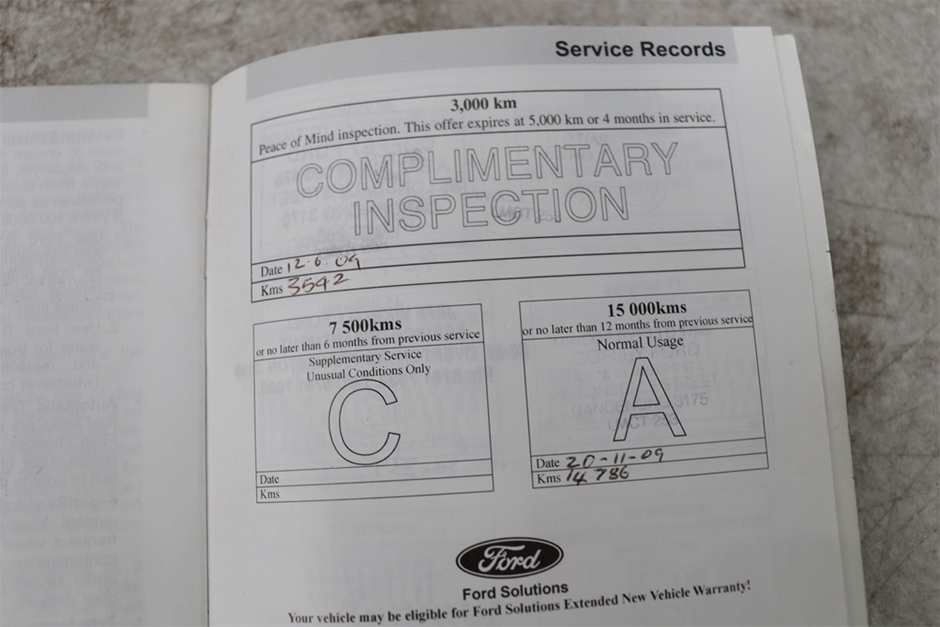 Service Records
3,000 km
Peace of Mind inspection. This offer expires at 5,000 km or 4 months in service.
COMPLIMENTARY
INSPECTION
Date 12.6.09
Kms 3542
7 500kms
or no later than 6 months from previous service
Supplementary Service
Unusual Conditions Only
C
Date
Kms
15 000kms
or no later than 12 months from previous service
Normal Usage
A
Date 20-11-09
Kms 14786
Ford
Ford Solutions
Your vehicle may be eligible for Ford Solutions Extended New Vehicle Warranty!